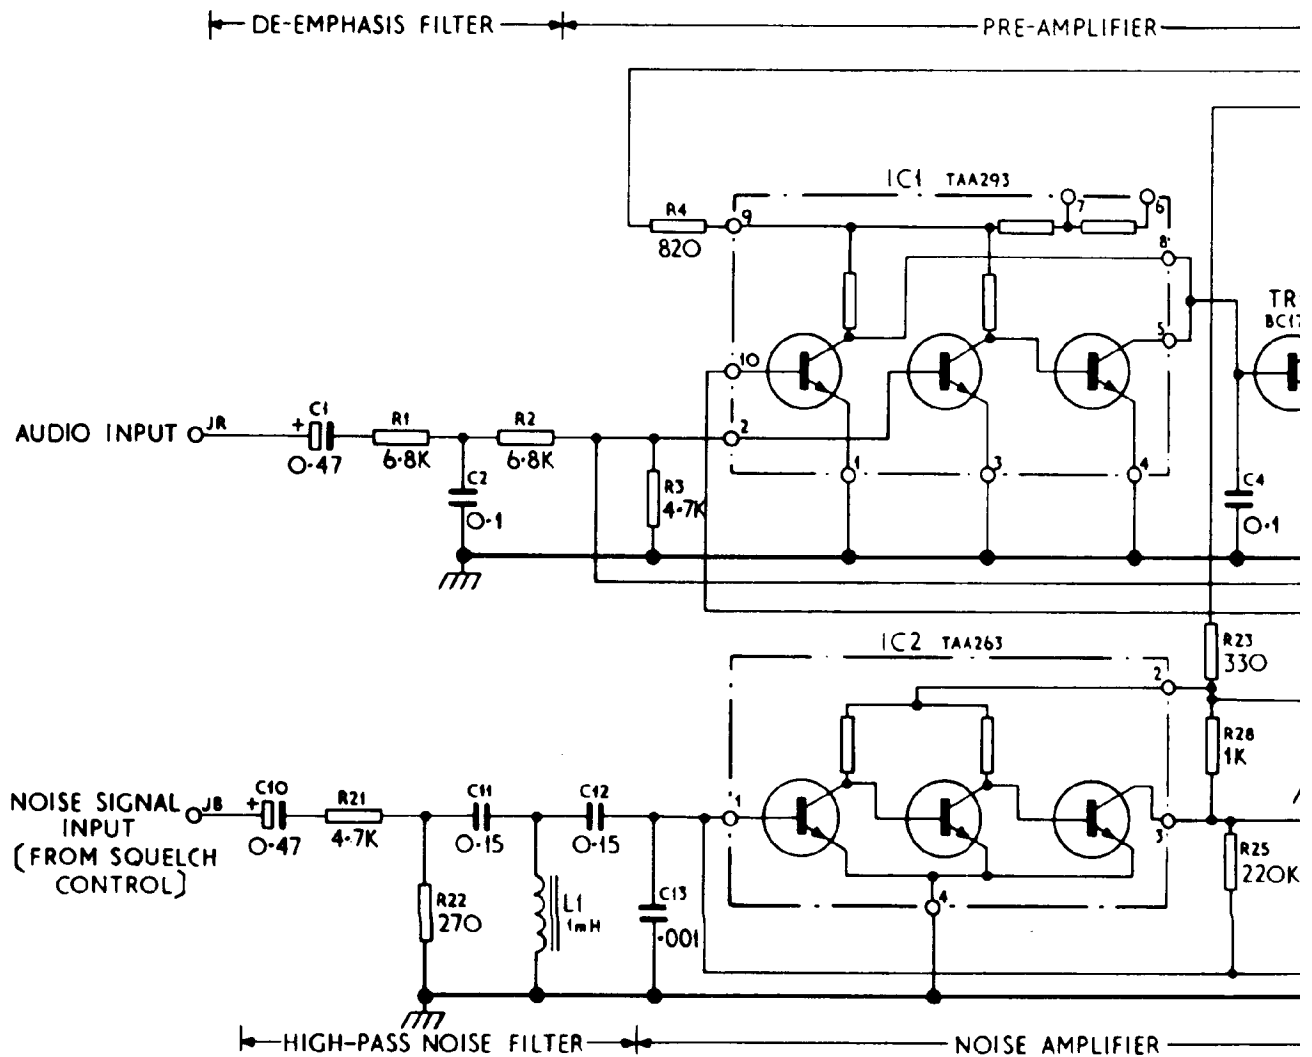 DE-EMPHASIS FILTER
PRE-AMPLIFIER
IC1 TAA293
7
6
R4
9
820
8
TR
BC17
5
10
AUDIO INPUT
JR
+
C1
0.47
R1
6.8K
R2
6.8K
2
C2
0.1
R3
4.7K
1
3
4
C4
0.1
IC2 TAA263
R23
330
2
R28
1K
NOISE SIGNAL
INPUT
(FROM SQUELCH
CONTROL)
JB
+
C10
0.47
R21
4.7K
C11
0.15
C12
0.15
1
3
R25
220K
R22
270
L1
1mH
C13
.001
4
HIGH-PASS NOISE FILTER
NOISE AMPLIFIER